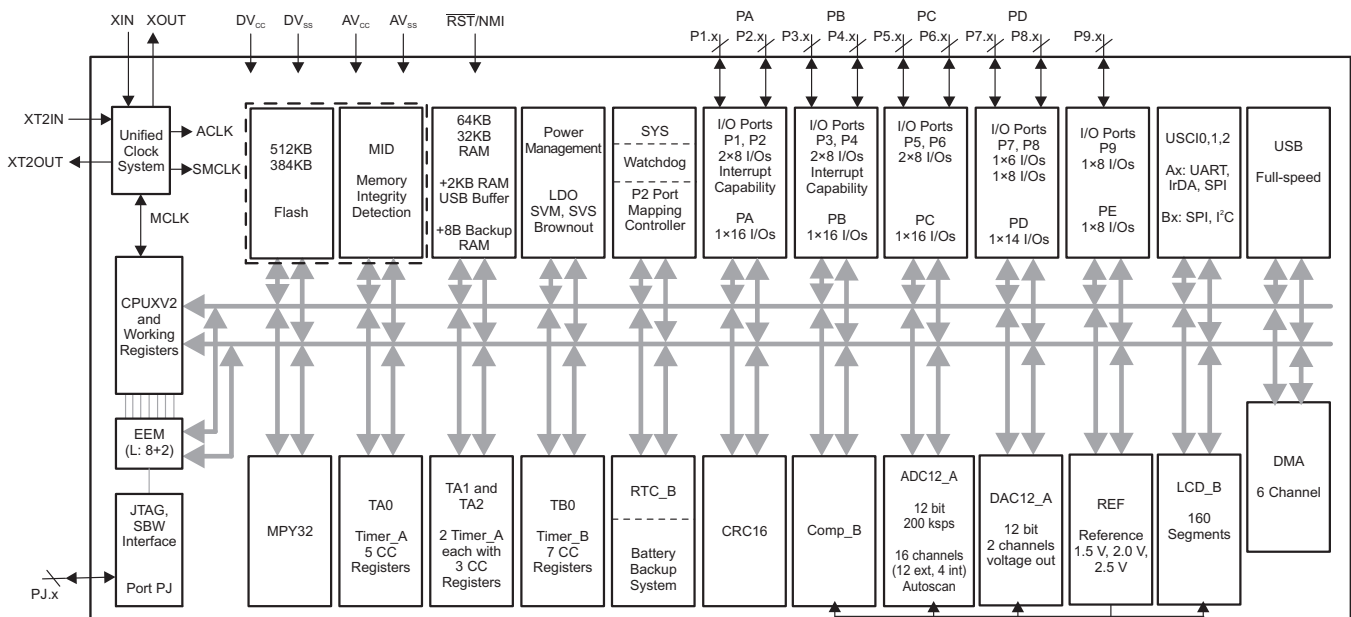 XIN
XOUT
DVCC
DVSS
AVCC
AVSS
RST/NMI
PA
P1.x
P2.x
PB
P3.x
P4.x
PC
P5.x
P6.x
PD
P7.x
P8.x
P9.x
XT2IN
XT2OUT
Unified
Clock
System
ACLK
SMCLK
MCLK
512KB
384KB
Flash
MID
Memory
Integrity
Detection
64KB
32KB
RAM
+2KB RAM
USB Buffer
+8B Backup
RAM
Power
Management
LDO
SVM, SVS
Brownout
SYS
Watchdog
P2 Port
Mapping
Controller
I/O Ports
P1, P2
2×8 I/Os
Interrupt
Capability
PA
1×16 I/Os
I/O Ports
P3, P4
2×8 I/Os
Interrupt
Capability
PB
1×16 I/Os
I/O Ports
P5, P6
2×8 I/Os
PC
1×16 I/Os
I/O Ports
P7, P8
1×6 I/Os
1×8 I/Os
PD
1×14 I/Os
I/O Ports
P9
1×8 I/Os
PE
1×8 I/Os
USCI0,1,2
Ax: UART,
IrDA, SPI
Bx: SPI, I²C
USB
Full-speed
CPUXV2
and
Working
Registers
EEM
(L: 8+2)
JTAG,
SBW
Interface
Port PJ
PJ.x
MPY32
TA0
Timer_A
5 CC
Registers
TA1 and
TA2
2 Timer_A
each with
3 CC
Registers
TB0
Timer_B
7 CC
Registers
RTC_B
Battery
Backup
System
CRC16
Comp_B
ADC12_A
12 bit
200 ksps
16 channels
(12 ext, 4 int)
Autoscan
DAC12_A
12 bit
2 channels
voltage out
REF
Reference
1.5 V, 2.0 V,
2.5 V
LCD_B
160
Segments
DMA
6 Channel